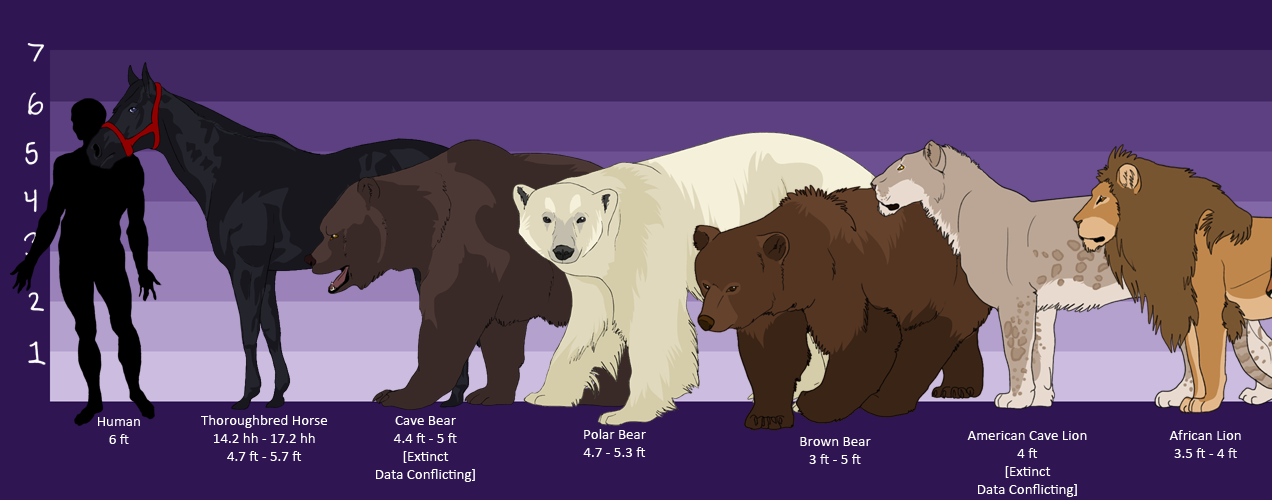 7
6
5
4
3
2
1
Human
6 ft
Thoroughbred Horse
14.2 hh - 17.2 hh
4.7 ft - 5.7 ft
Cave Bear
4.4 ft - 5 ft
[Extinct
Data Conflicting]
Polar Bear
4.7 - 5.3 ft
Brown Bear
3 ft - 5 ft
American Cave Lion
4 ft
[Extinct
Data Conflicting]
African Lion
3.5 ft - 4 ft